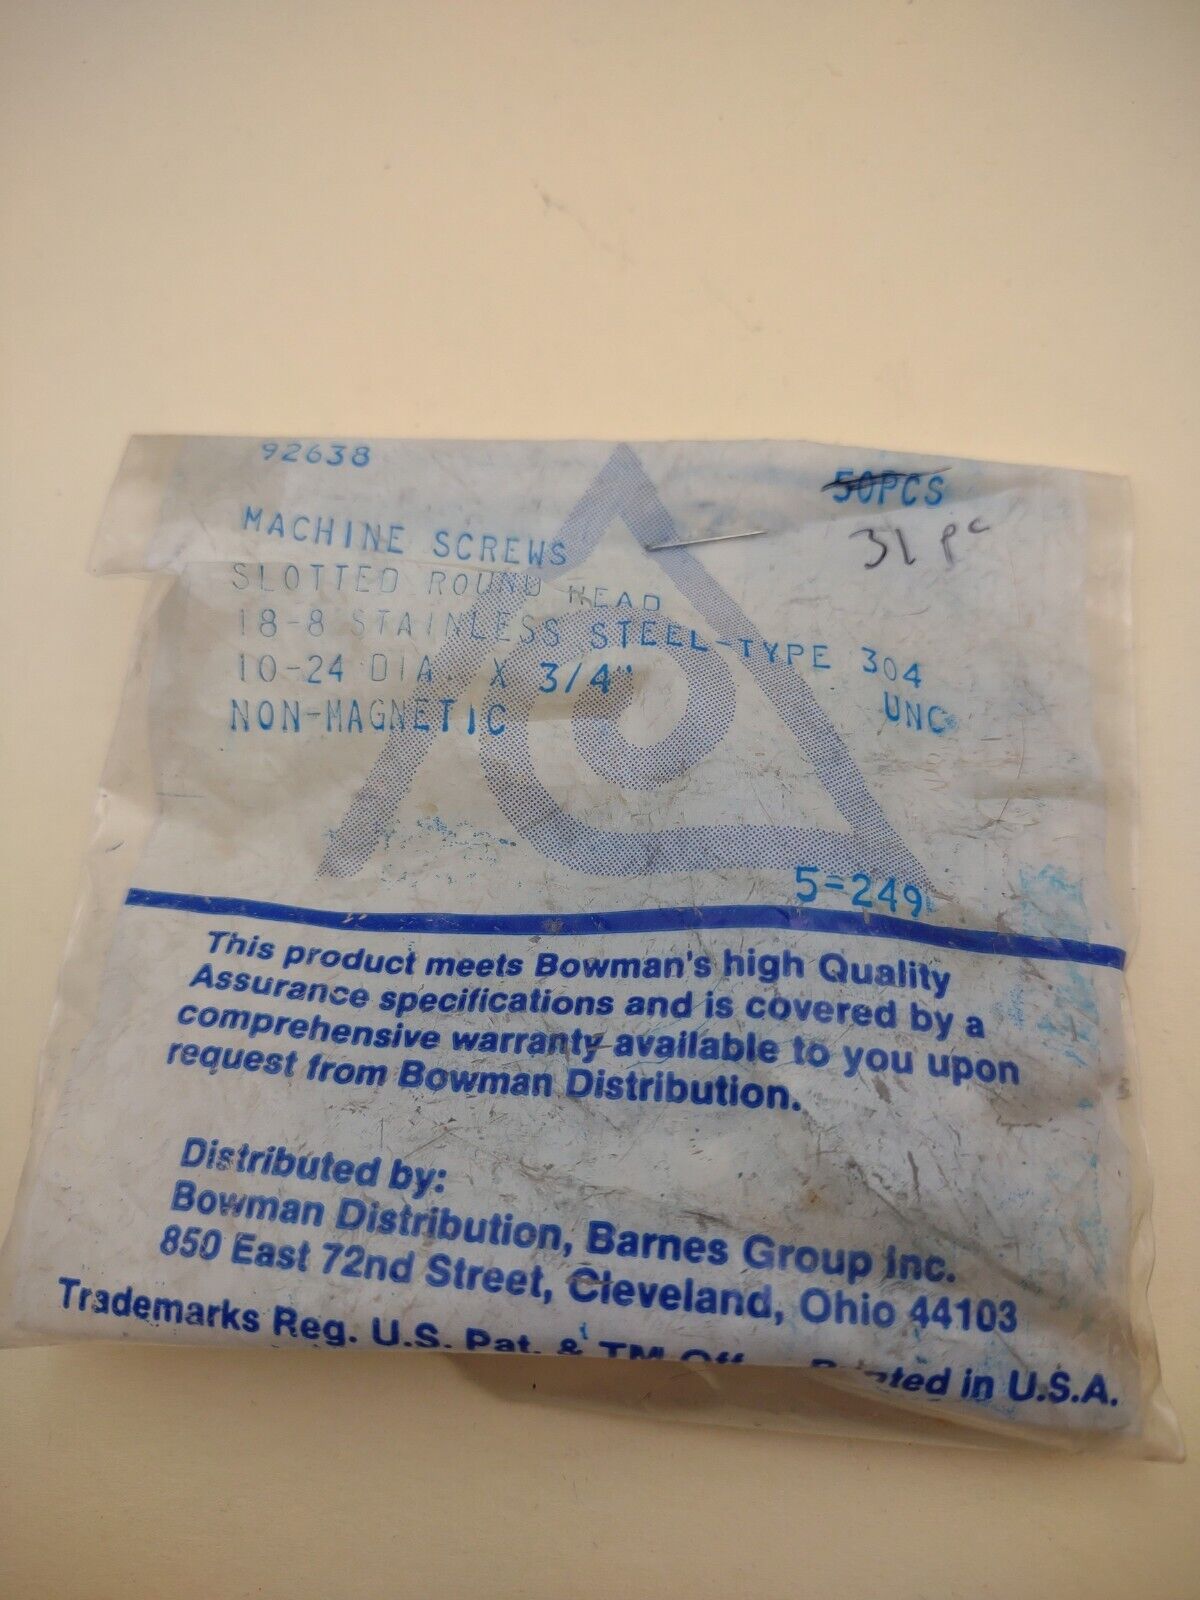 92638
50PCS
31 pc
MACHINE SCREWS
SLOTTED ROUND HEAD
18-8 STAINLESS STEEL-TYPE 304
10-24 DIA. X 3/4" UNC
NON-MAGNETIC
5=249
This product meets Bowman's high Quality
Assurance specifications and is covered by a
comprehensive warranty available to you upon
request from Bowman Distribution.
Distributed by:
Bowman Distribution, Barnes Group Inc.
850 East 72nd Street, Cleveland, Ohio 44103
Trademarks Reg. U.S. Pat. & TM Off. Printed in U.S.A.